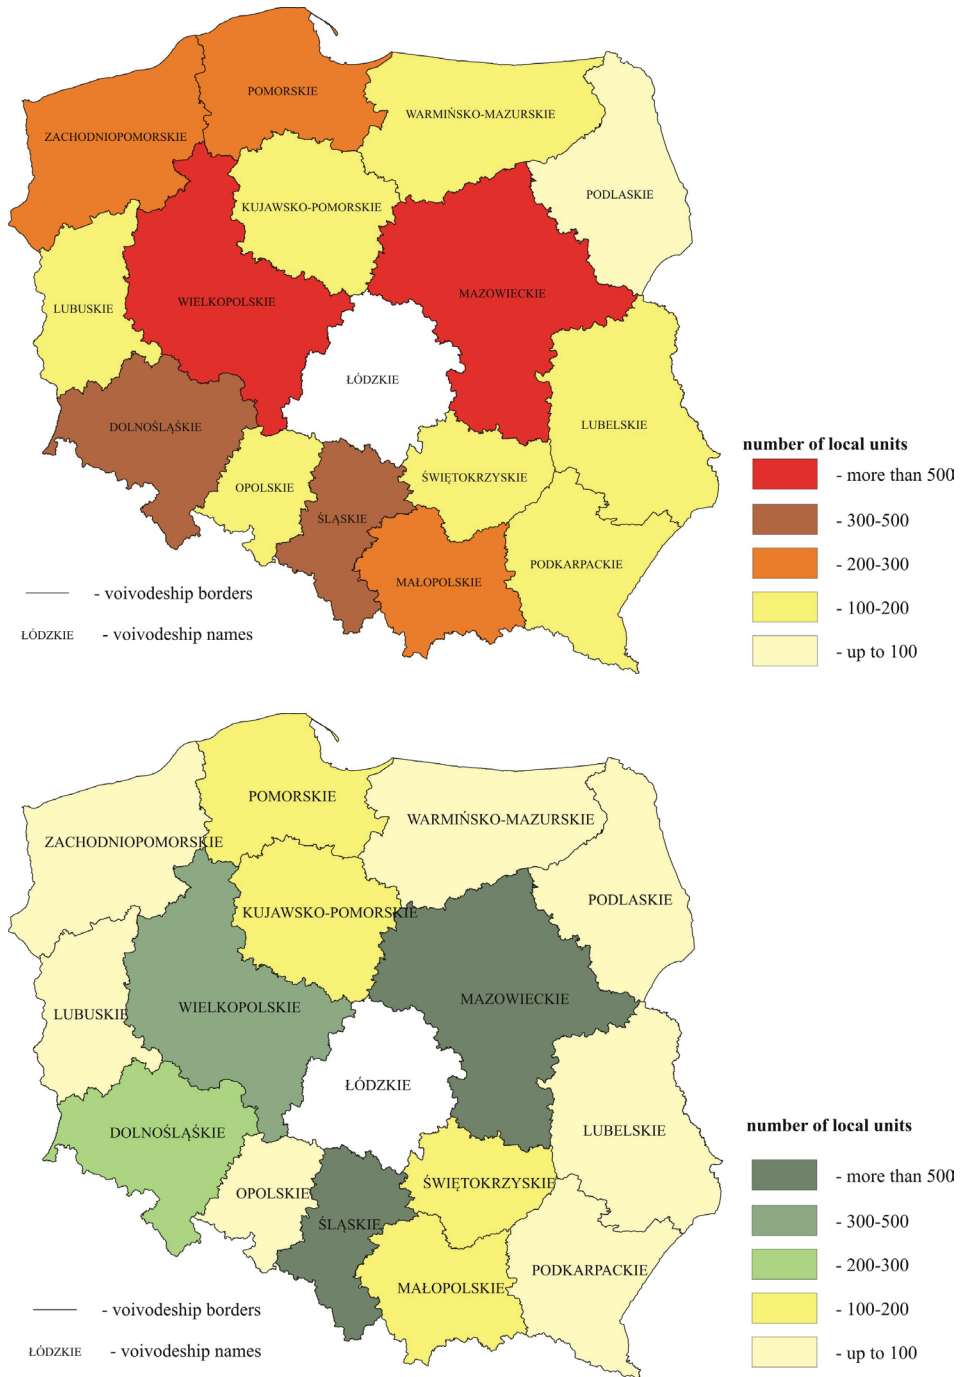 POMORSKIE
WARMIŃSKO-MAZURSKIE
ZACHODNIOPOMORSKIE
PODLASKIE
KUJAWSKO-POMORSKIE
MAZOWIECKIE
WIELKOPOLSKIE
LUBUSKIE
ŁÓDZKIE
DOLNOŚLĄSKIE
LUBELSKIE
number of local units
ŚWIĘTOKRZYSKIE
- more than 500
OPOLSKIE
ŚLĄSKIE
- 300-500
PODKARPACKIE
- 200-300
MAŁOPOLSKIE
- voivodeship borders
- 100-200
ŁÓDZKIE - voivodeship names
- up to 100
POMORSKIE
WARMIŃSKO-MAZURSKIE
ZACHODNIOPOMORSKIE
PODLASKIE
KUJAWSKO-POMORSKIE
MAZOWIECKIE
WIELKOPOLSKIE
LUBUSKIE
ŁÓDZKIE
number of local units
LUBELSKIE
DOLNOŚLĄSKIE
- more than 500
ŚWIĘTOKRZYSKIE
OPOLSKIE
ŚLĄSKIE
- 300-500
- 200-300
PODKARPACKIE
MAŁOPOLSKIE
- voivodeship borders
- 100-200
ŁÓDZKIE - voivodeship names
- up to 100